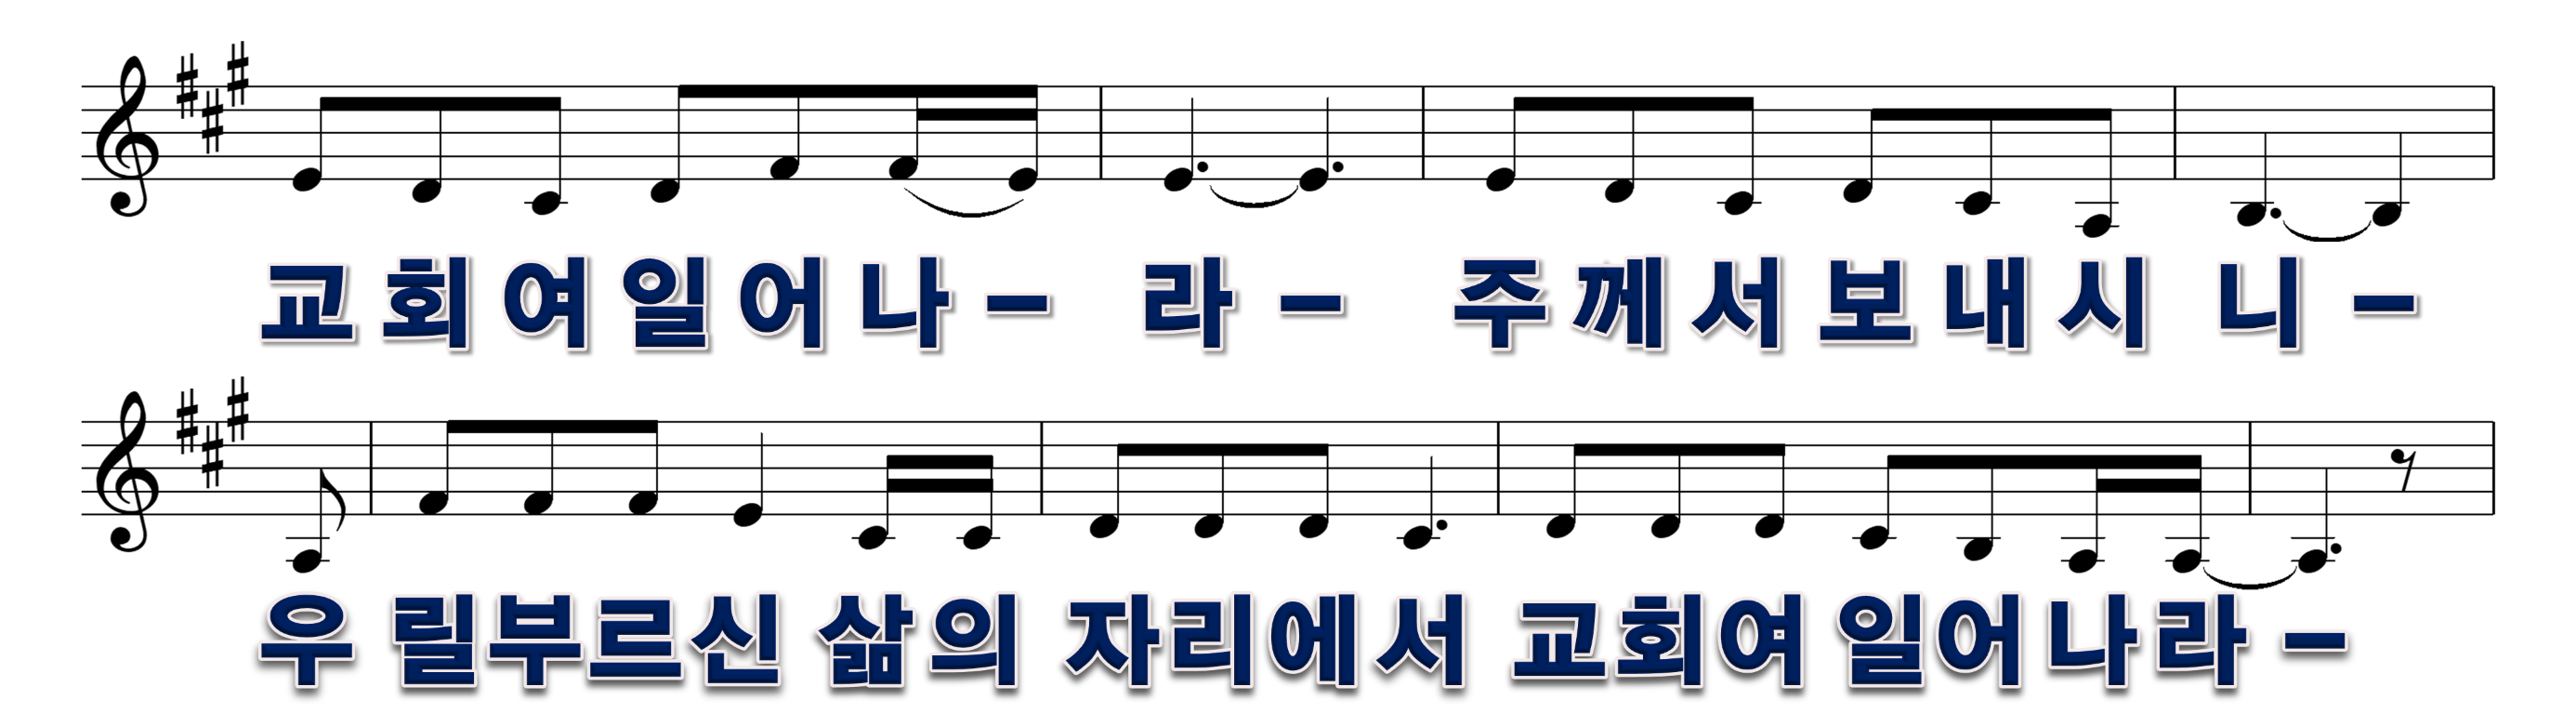 교회여일어나- 라- 주께서보내시 니-
우 릴부르신 삶의 자리에서 교회여 일어나라-